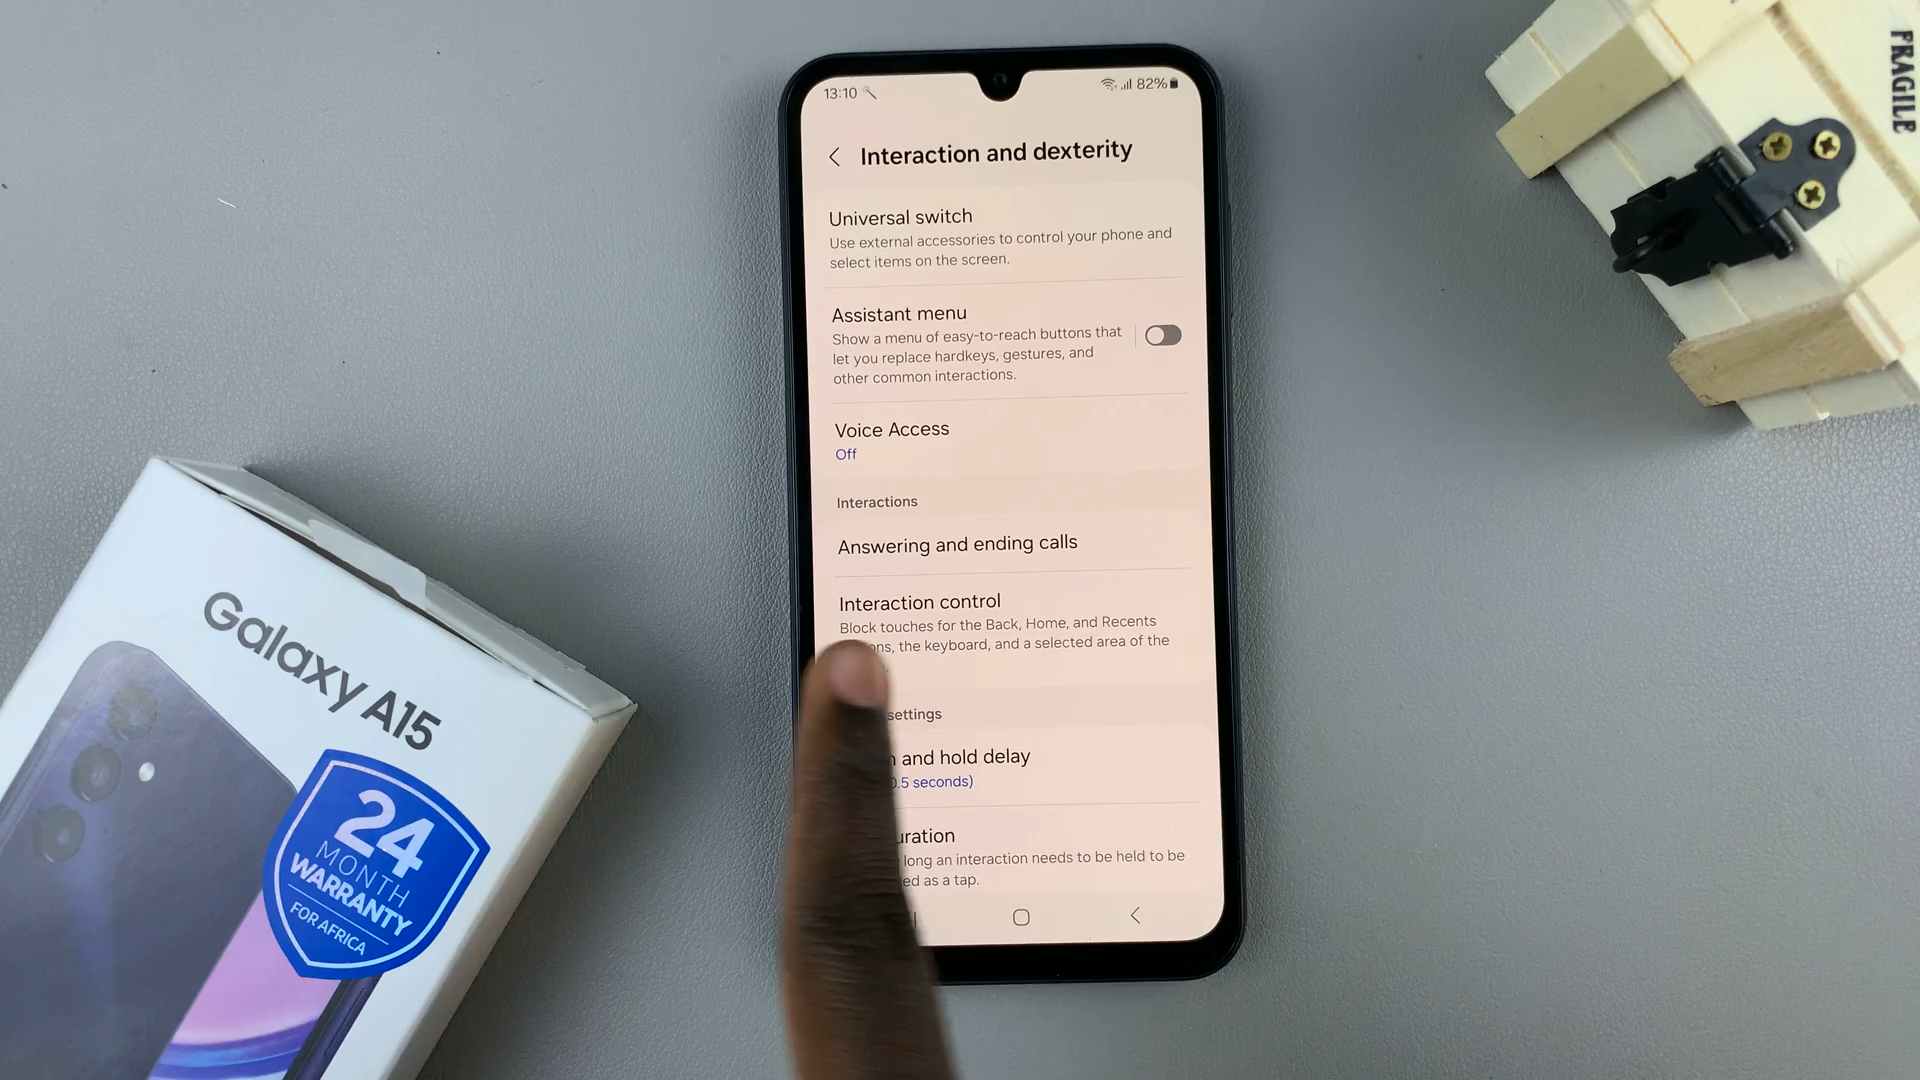 13:10
82%
Interaction and dexterity
Universal switch
Use external accessories to control your phone and
select items on the screen.
Assistant menu
Show a menu of easy-to-reach buttons that
let you replace hardkeys, gestures, and
other common interactions.
Voice Access
Off
Interactions
Answering and ending calls
Interaction control
Block touches for the Back, Home, and Recents
the keyboard, and a selected area of the
settings
and hold delay
0.5 seconds)
long an interaction needs to be held to be
as a tap.
Galaxy A15
24
MONTH
WARRANTY
FOR AFRICA
FRAGILE